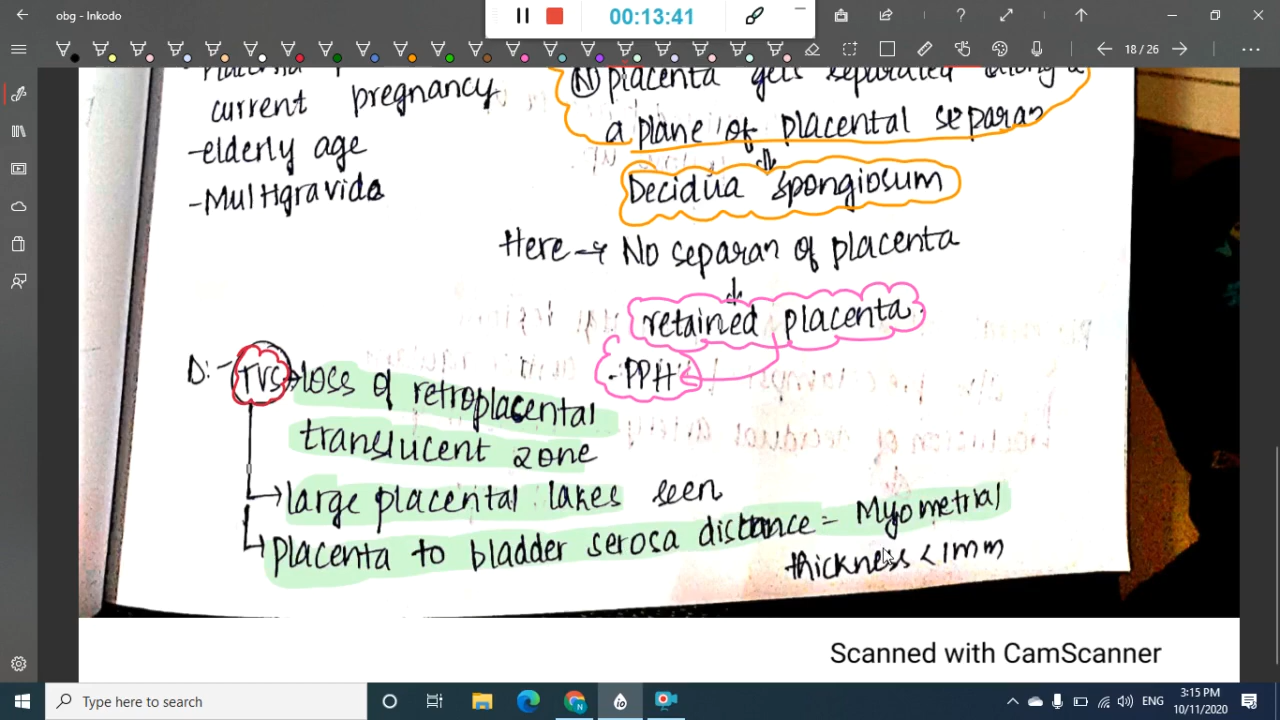 obg - Inkodo
00:13:41
18 / 26
current pregnancy
-elderly age
-Multigravida
(N) placenta gets separated along a
a plane of placental separan
Decidua spongiosum
Here → No separan of placenta
retained placenta
- PPH
D:- TVS → loss of retroplacental
translucent zone
large placental lakes seen
Placenta to bladder serosa distance = Myometrial
thickness < 1mm
Scanned with CamScanner
Type here to search
ENG
3:15 PM
10/11/2020